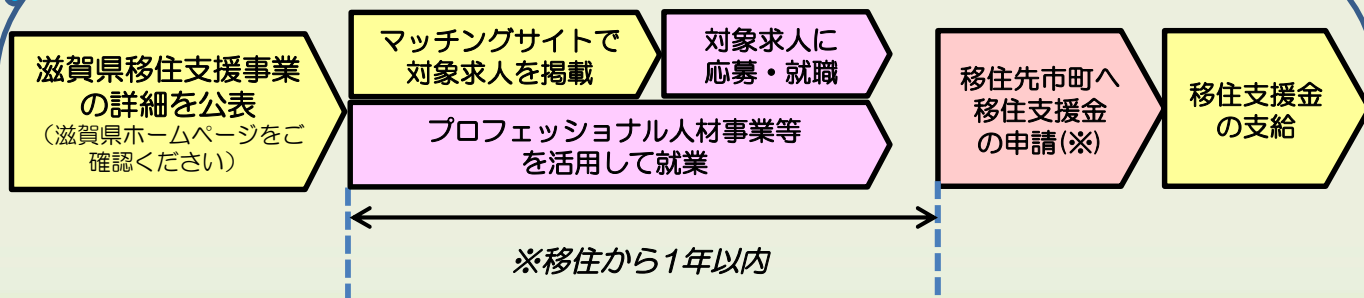 滋賀県移住支援事業
の詳細を公表
（滋賀県ホームページをご
確認ください）
マッチングサイトで
対象求人を掲載
対象求人に
応募・就職
プロフェッショナル人材事業等
を活用して就業
移住先市町へ
移住支援金
の申請(※)
移住支援金
の支給
※移住から1年以内